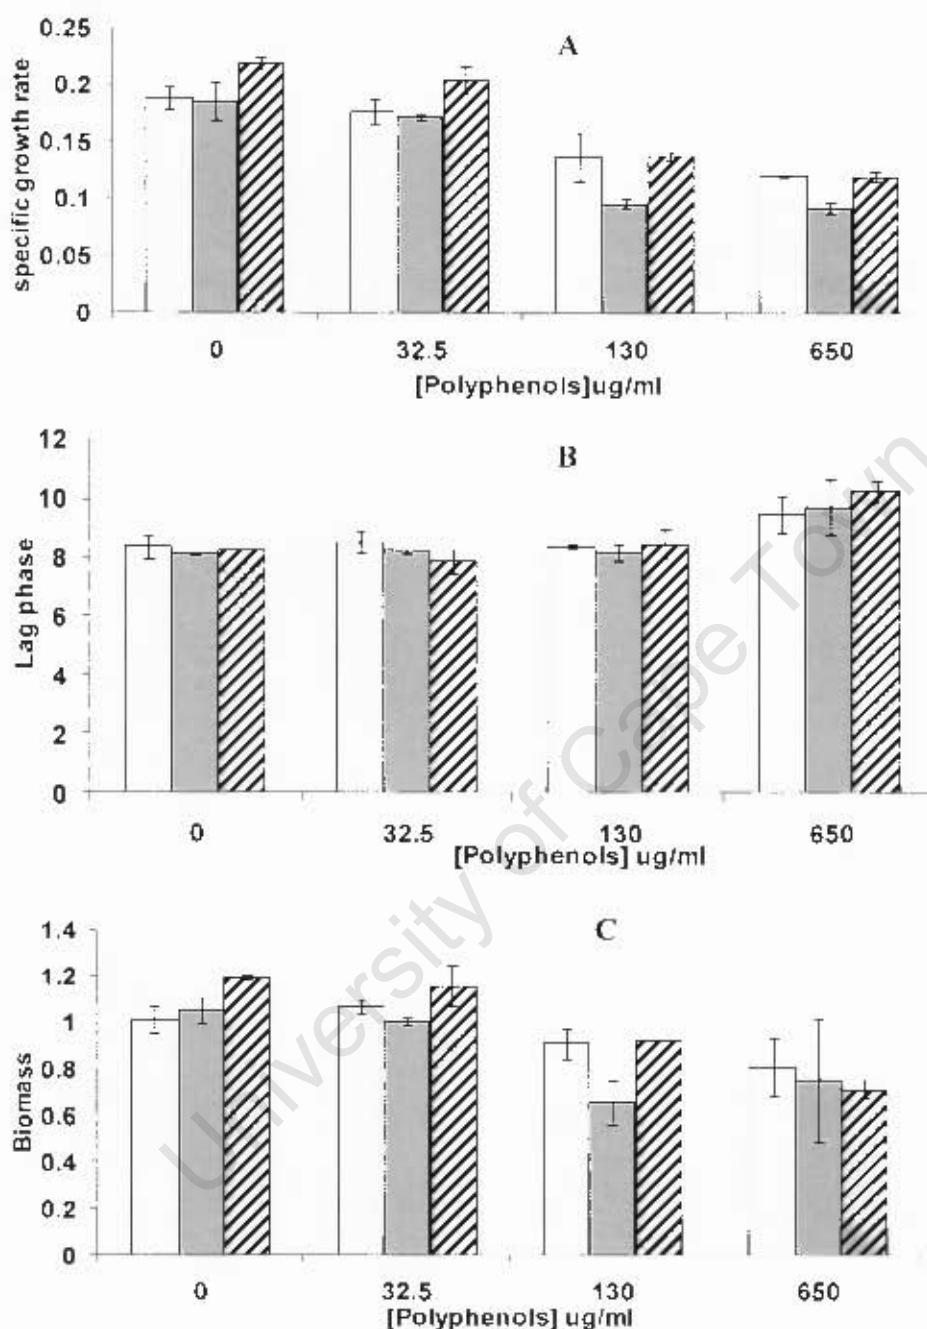 A
0.25
0.2
0.15
0.1
0.05
0
specific growth rate
0 32.5 130 650
[Polyphenols]ug/ml
B
12
10
8
6
4
2
0
Lag phase
0 32.5 130 650
[Polyphenols] ug/ml
C
1.4
1.2
1
0.8
0.6
0.4
0.2
0
Biomass
0 32.5 130 650
[Polyphenols] ug/ml
University of Cape Town